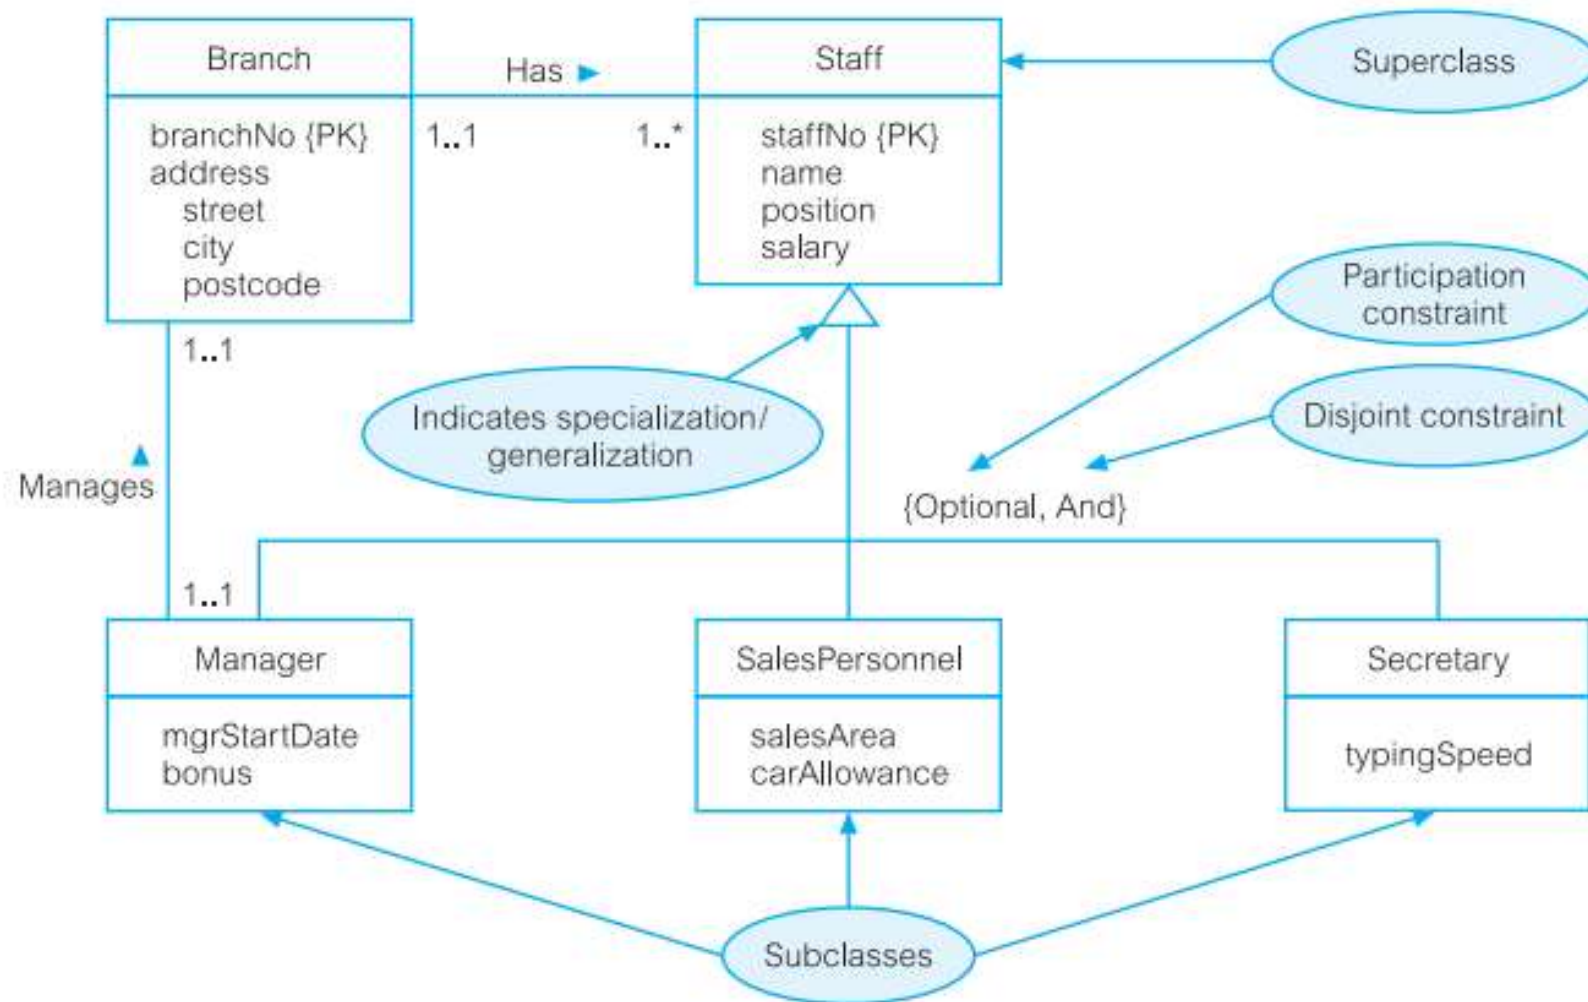 Branch
branchNo {PK}
address
street
city
postcode
Has ►
1..1
1..*
Staff
staffNo {PK}
name
position
salary
Superclass
Participation
constraint
Disjoint constraint
1..1
Indicates specialization/
generalization
▲
Manages
{Optional, And}
1..1
Manager
mgrStartDate
bonus
SalesPersonnel
salesArea
carAllowance
Secretary
typingSpeed
Subclasses